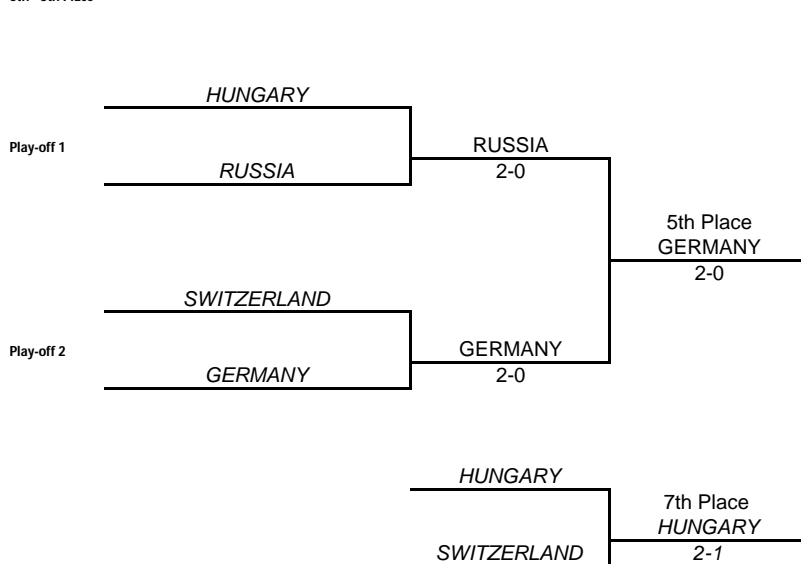 HUNGARY
Play-off 1
RUSSIA
RUSSIA
2-0
5th Place
GERMANY
2-0
SWITZERLAND
Play-off 2
GERMANY
GERMANY
2-0
HUNGARY
7th Place
HUNGARY
SWITZERLAND
2-1